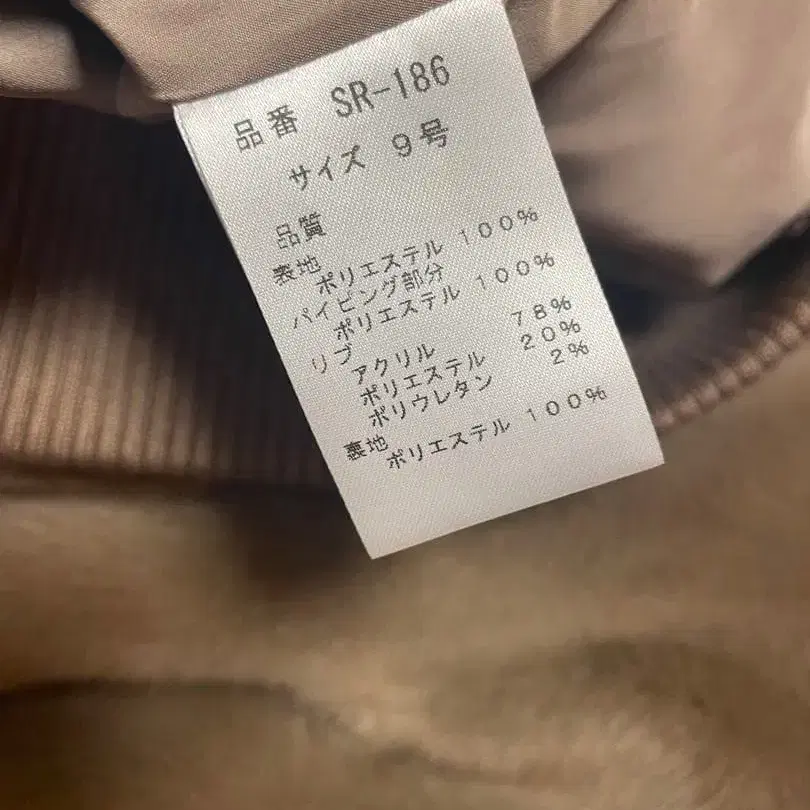 品番 SR-186
サイズ 9号
品質
表地
ポリエステル 100%
パイピング部分
ポリエステル 100%
リブ
アクリル 78%
ポリエステル 20%
ポリウレタン 2%
裏地
ポリエステル 100%